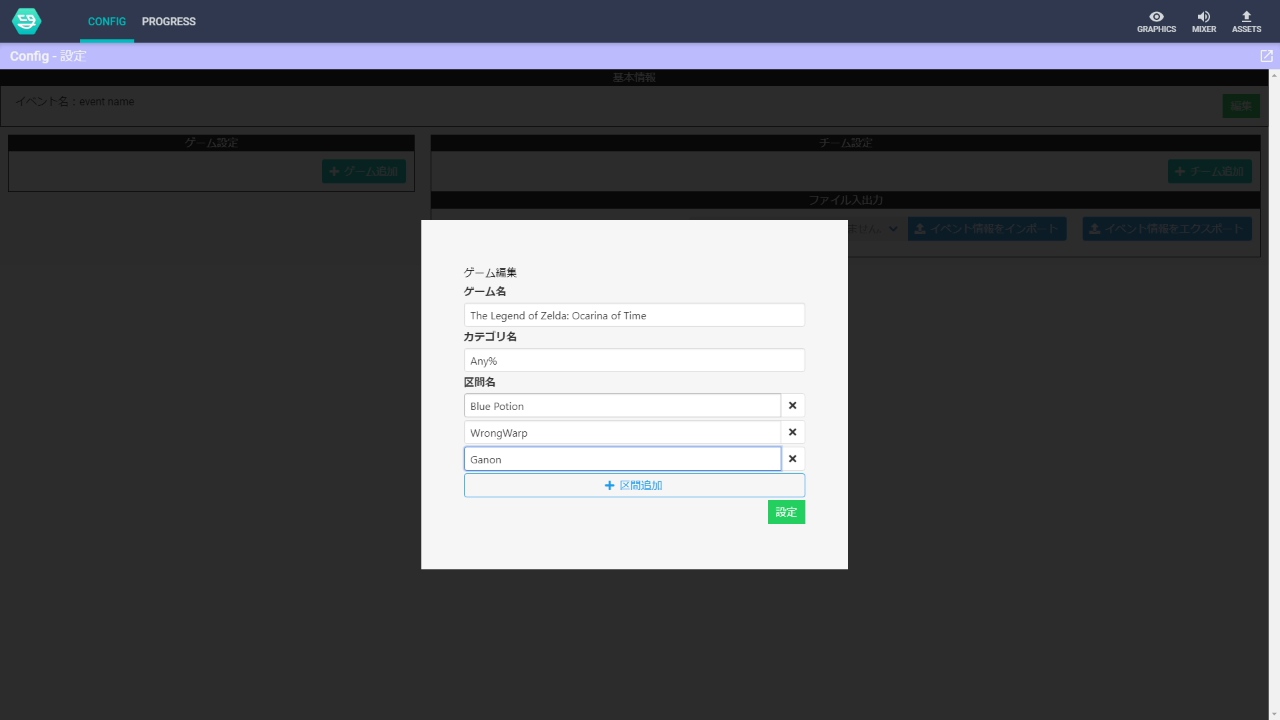 CONFIG PROGRESS GRAPHICS MIXER ASSETS
Config - 設定
基本情報
イベント名：event name 編集
ゲーム設定 チーム設定
ゲーム追加 チーム追加
ファイル入出力
ません イベント情報をインポート イベント情報をエクスポート
ゲーム編集
ゲーム名
The Legend of Zelda: Ocarina of Time
カテゴリ名
Any%
区間名
Blue Potion
WrongWarp
Ganon
区間追加
設定